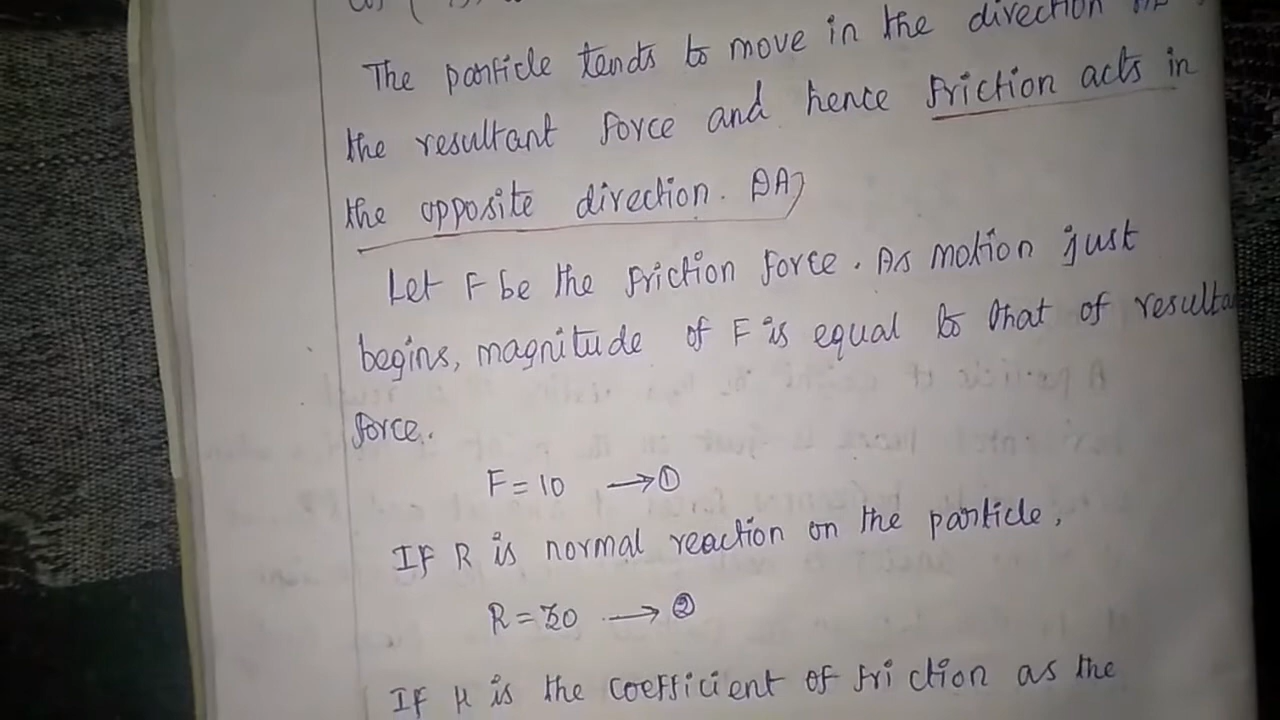 The particle tends to move in the direction
the resultant force and hence friction acts in
the opposite direction.
Let F be the friction force. As motion just
begins, magnitude of F is equal to that of resulta
force.
F = 10 → ①
If R is normal reaction on the particle,
R = 30 → ②
If μ is the coefficient of friction as the